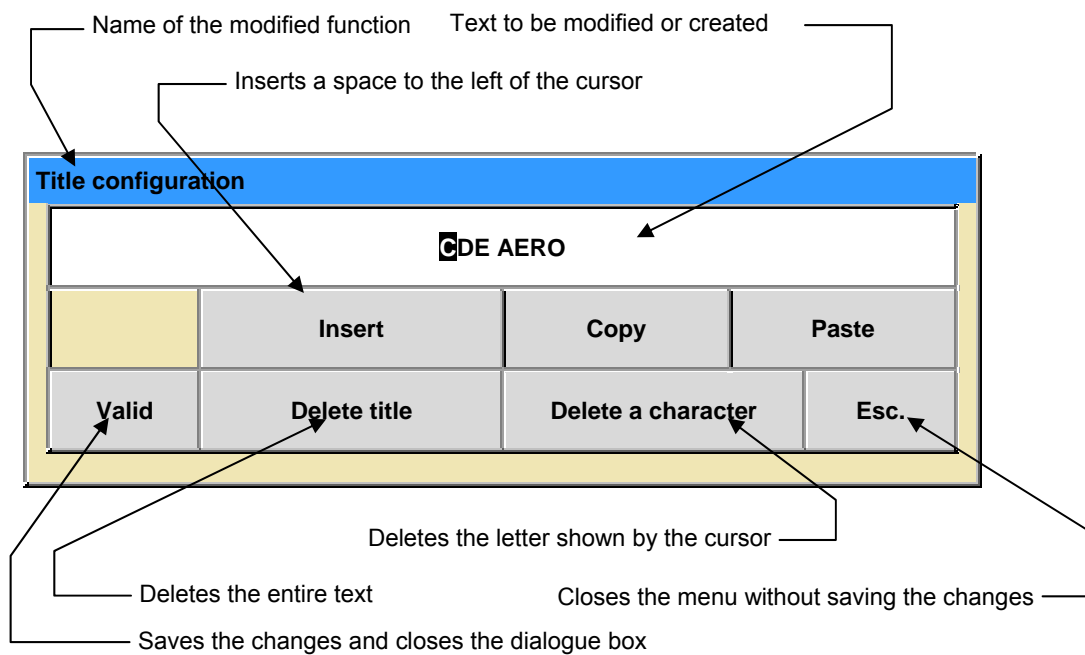 Name of the modified function
Text to be modified or created
Inserts a space to the left of the cursor
Title configuration
CDE AERO
Insert
Copy
Paste
Valid
Delete title
Delete a character
Esc.
Deletes the letter shown by the cursor
Deletes the entire text
Closes the menu without saving the changes
Saves the changes and closes the dialogue box